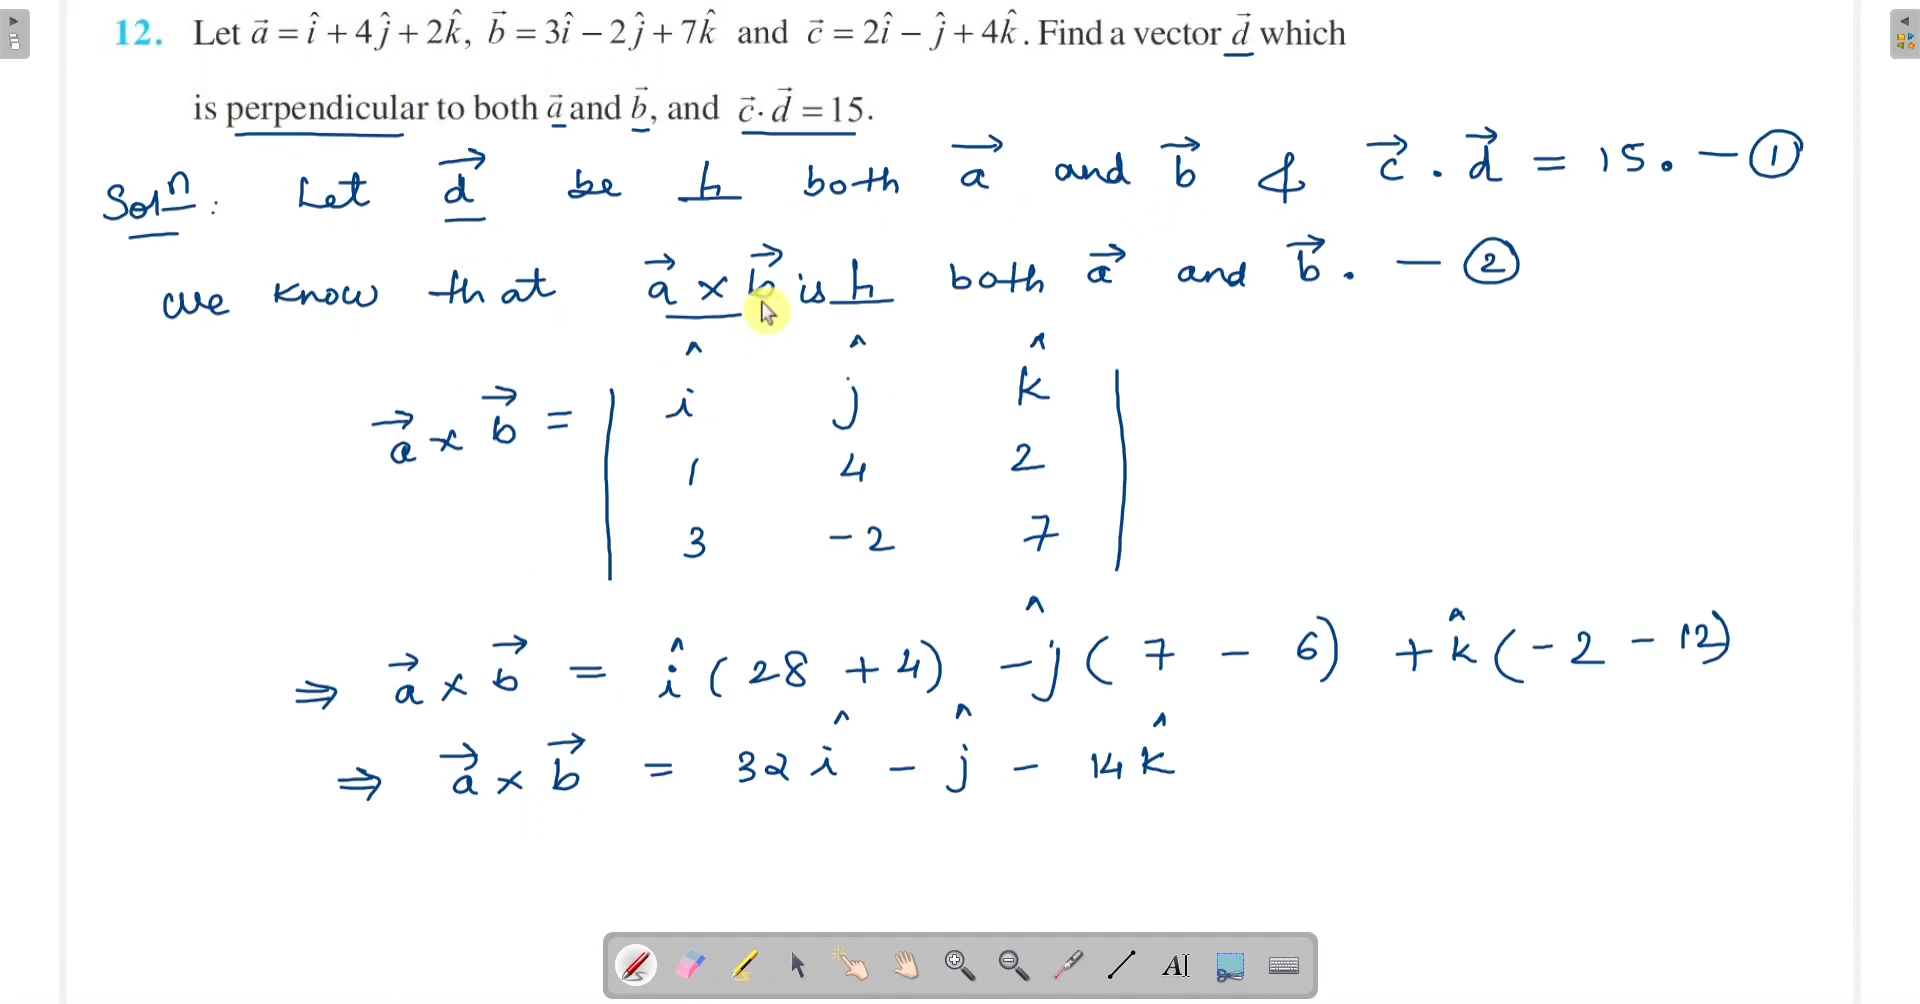 12. Let a⃗ = î + 4ĵ + 2k̂, b⃗ = 3î − 2ĵ + 7k̂ and c⃗ = 2î − ĵ + 4k̂. Find a vector d⃗ which
is perpendicular to both a⃗ and b⃗, and c⃗·d⃗ = 15.
Solⁿ: Let d⃗ be ⊥ both a⃗ and b⃗ & c⃗ . d⃗ = 15. — ①
we know that a⃗ × b⃗ is ⊥ both a⃗ and b⃗. — ②
a⃗ × b⃗ = | î ĵ k̂ |
1 4 2
3 -2 7
⇒ a⃗ × b⃗ = î(28 + 4) − ĵ(7 − 6) + k̂(-2 − 12)
⇒ a⃗ × b⃗ = 32î − ĵ − 14k̂